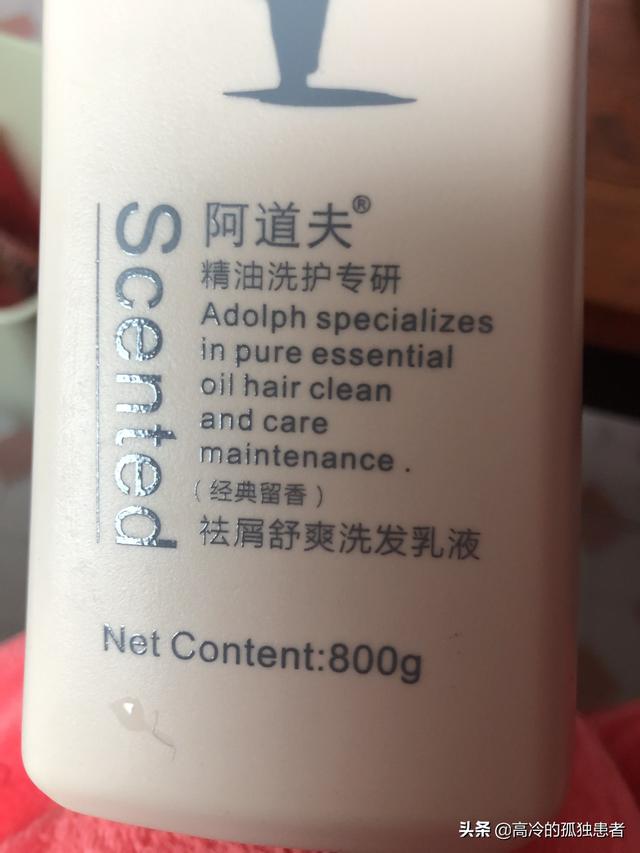 Scented
阿道夫®
精油洗护专研
Adolph specializes
in pure essential
oil hair clean
and care
maintenance .
（经典留香）
祛屑舒爽洗发乳液
Net Content:800g
头条 @高冷的孤独患者